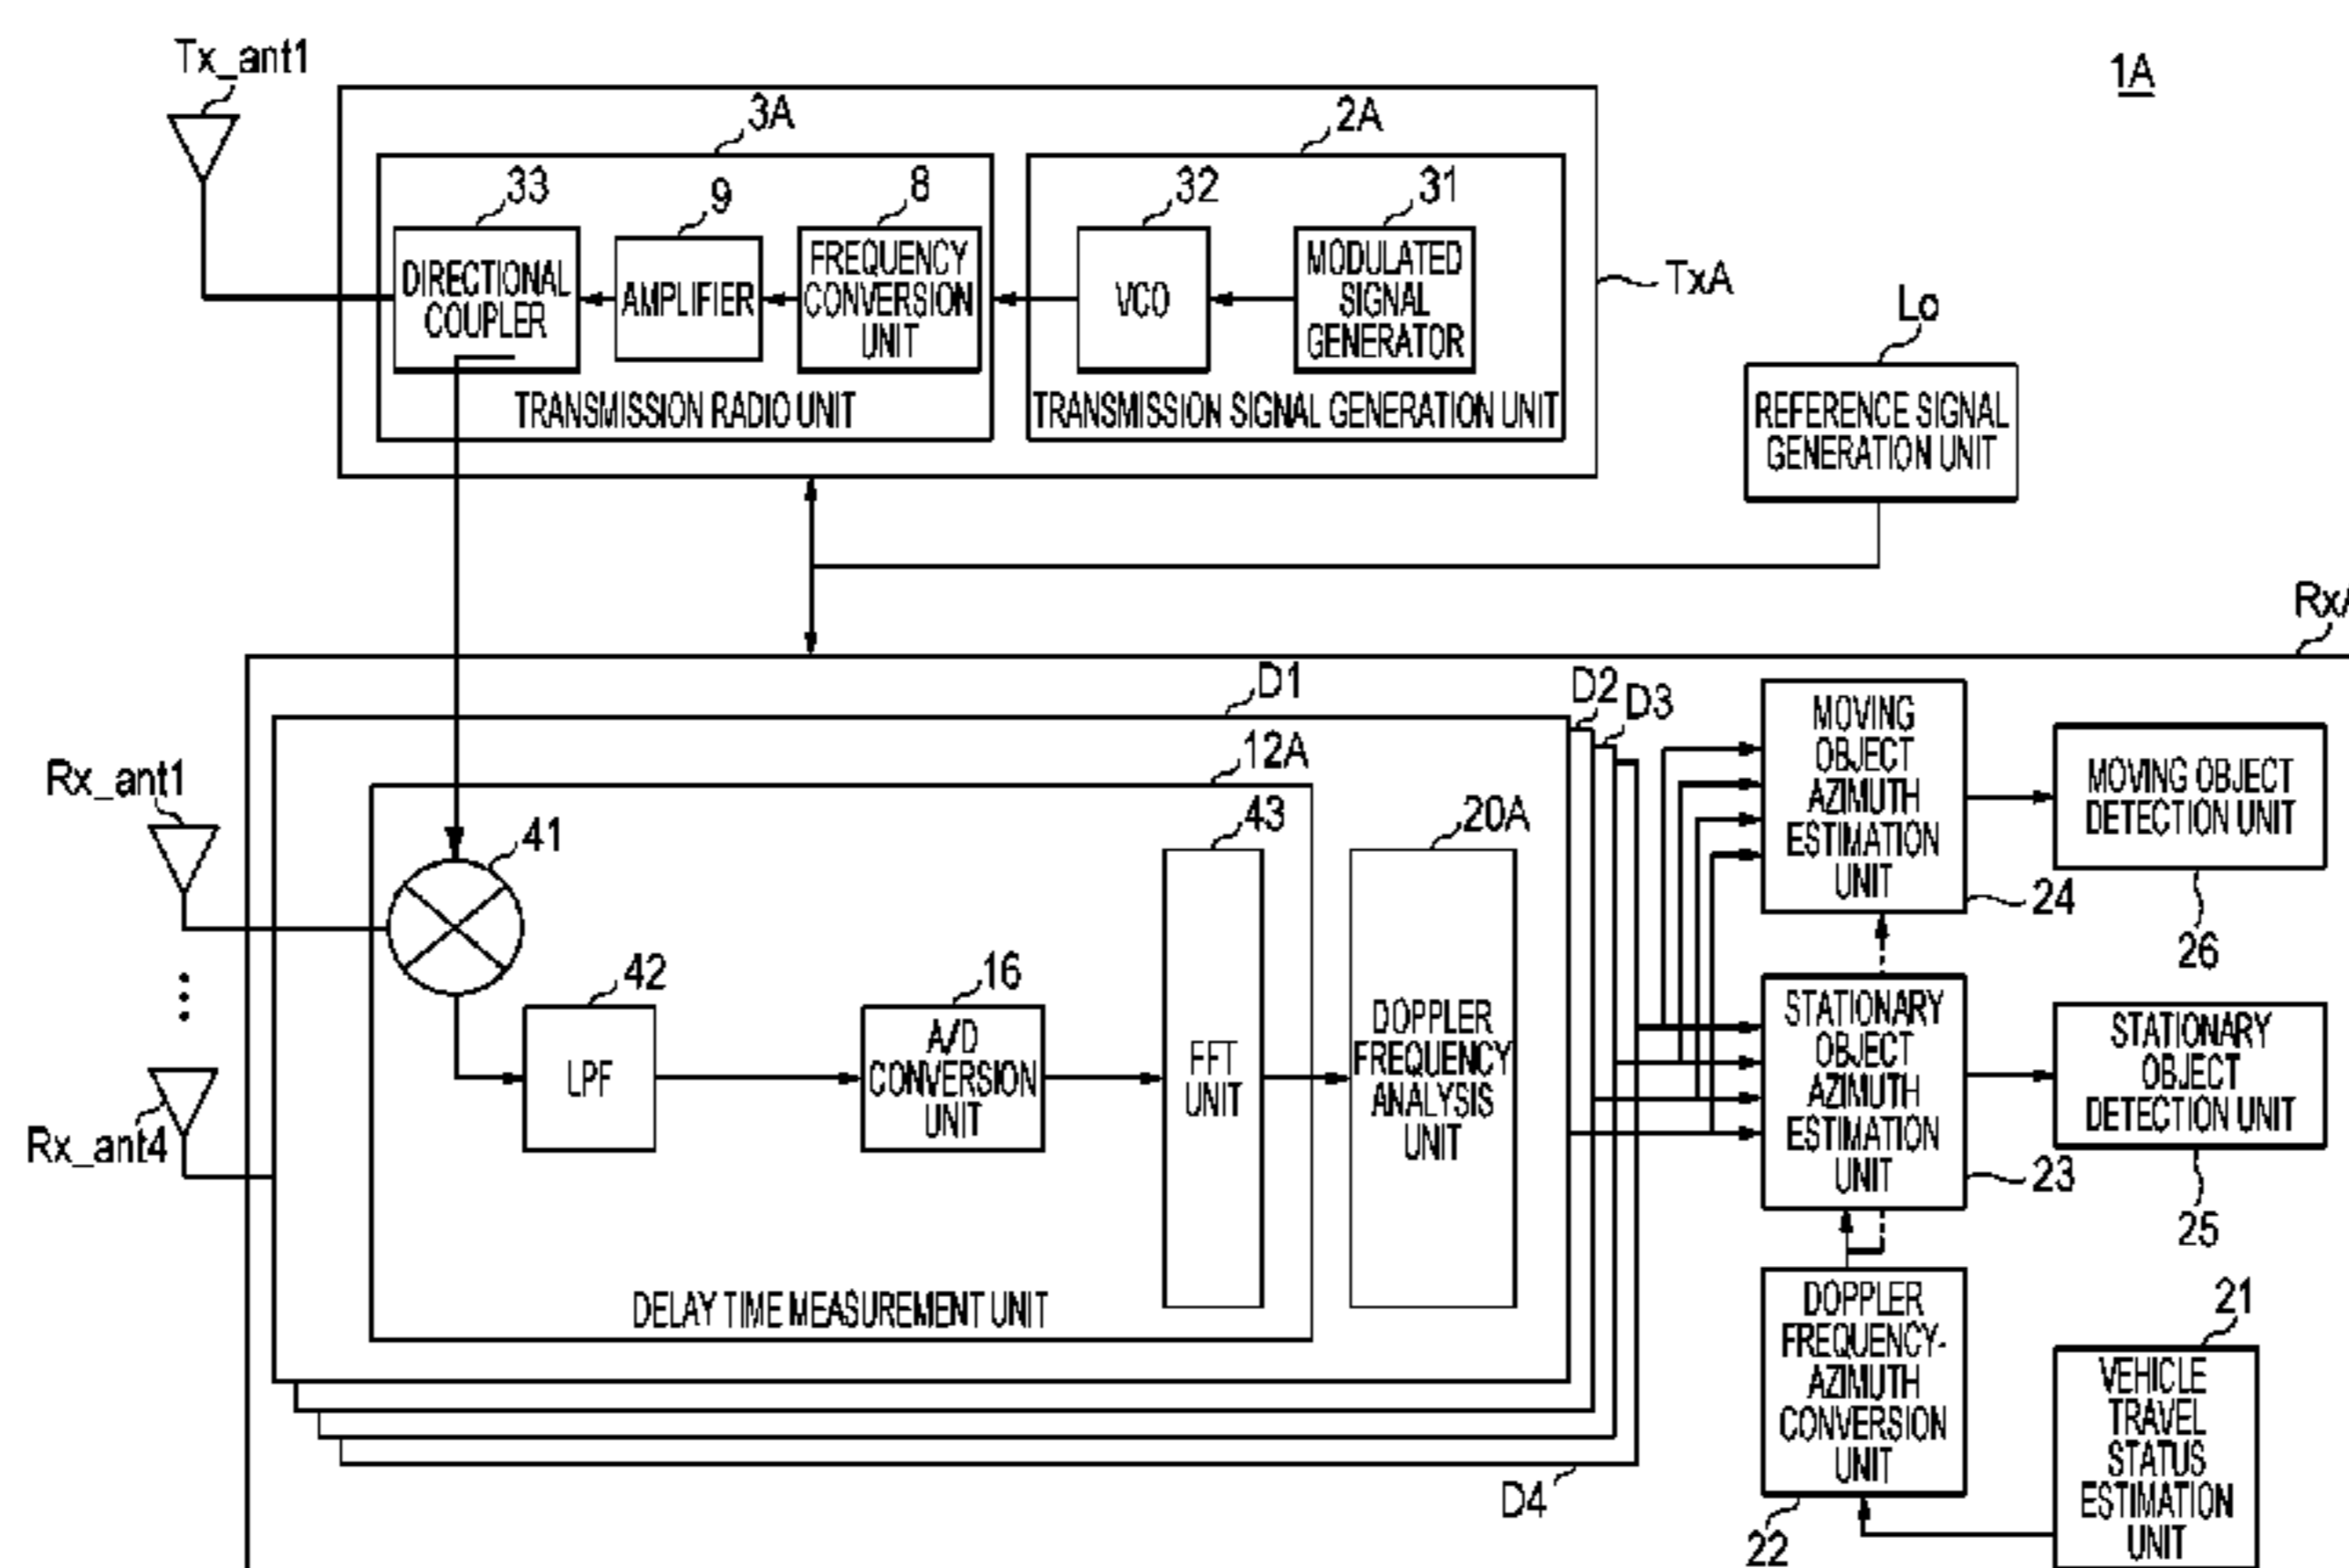 Tx_ant1
1A
3A
2A
33
9
8
32
31
DIRECTIONAL
COUPLER
AMPLIFIER
FREQUENCY
CONVERSION
UNIT
VCO
MODULATED
SIGNAL
GENERATOR
TxA
TRANSMISSION RADIO UNIT
TRANSMISSION SIGNAL GENERATION UNIT
Lo
REFERENCE SIGNAL
GENERATION UNIT
RxA
D1
D2
D3
12A
Rx_ant1
41
43
20A
42
16
LPF
A/D
CONVERSION
UNIT
FFT
UNIT
DOPPLER
FREQUENCY
ANALYSIS
UNIT
Rx_ant4
DELAY TIME MEASUREMENT UNIT
D4
MOVING
OBJECT
AZIMUTH
ESTIMATION
UNIT
24
MOVING OBJECT
DETECTION UNIT
26
STATIONARY
OBJECT
AZIMUTH
ESTIMATION
UNIT
23
STATIONARY
OBJECT
DETECTION UNIT
25
DOPPLER
FREQUENCY-
AZIMUTH
CONVERSION
UNIT
22
21
VEHICLE
TRAVEL
STATUS
ESTIMATION
UNIT